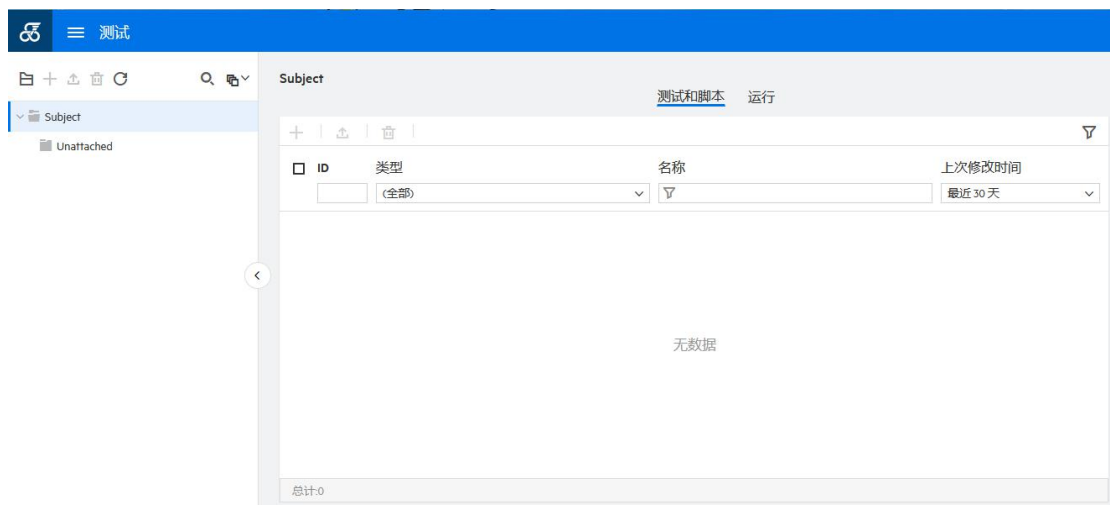 测试
Subject
Unattached
Subject
测试和脚本 运行
ID 类型 名称 上次修改时间
(全部) 最近 30 天
无数据
总计:0